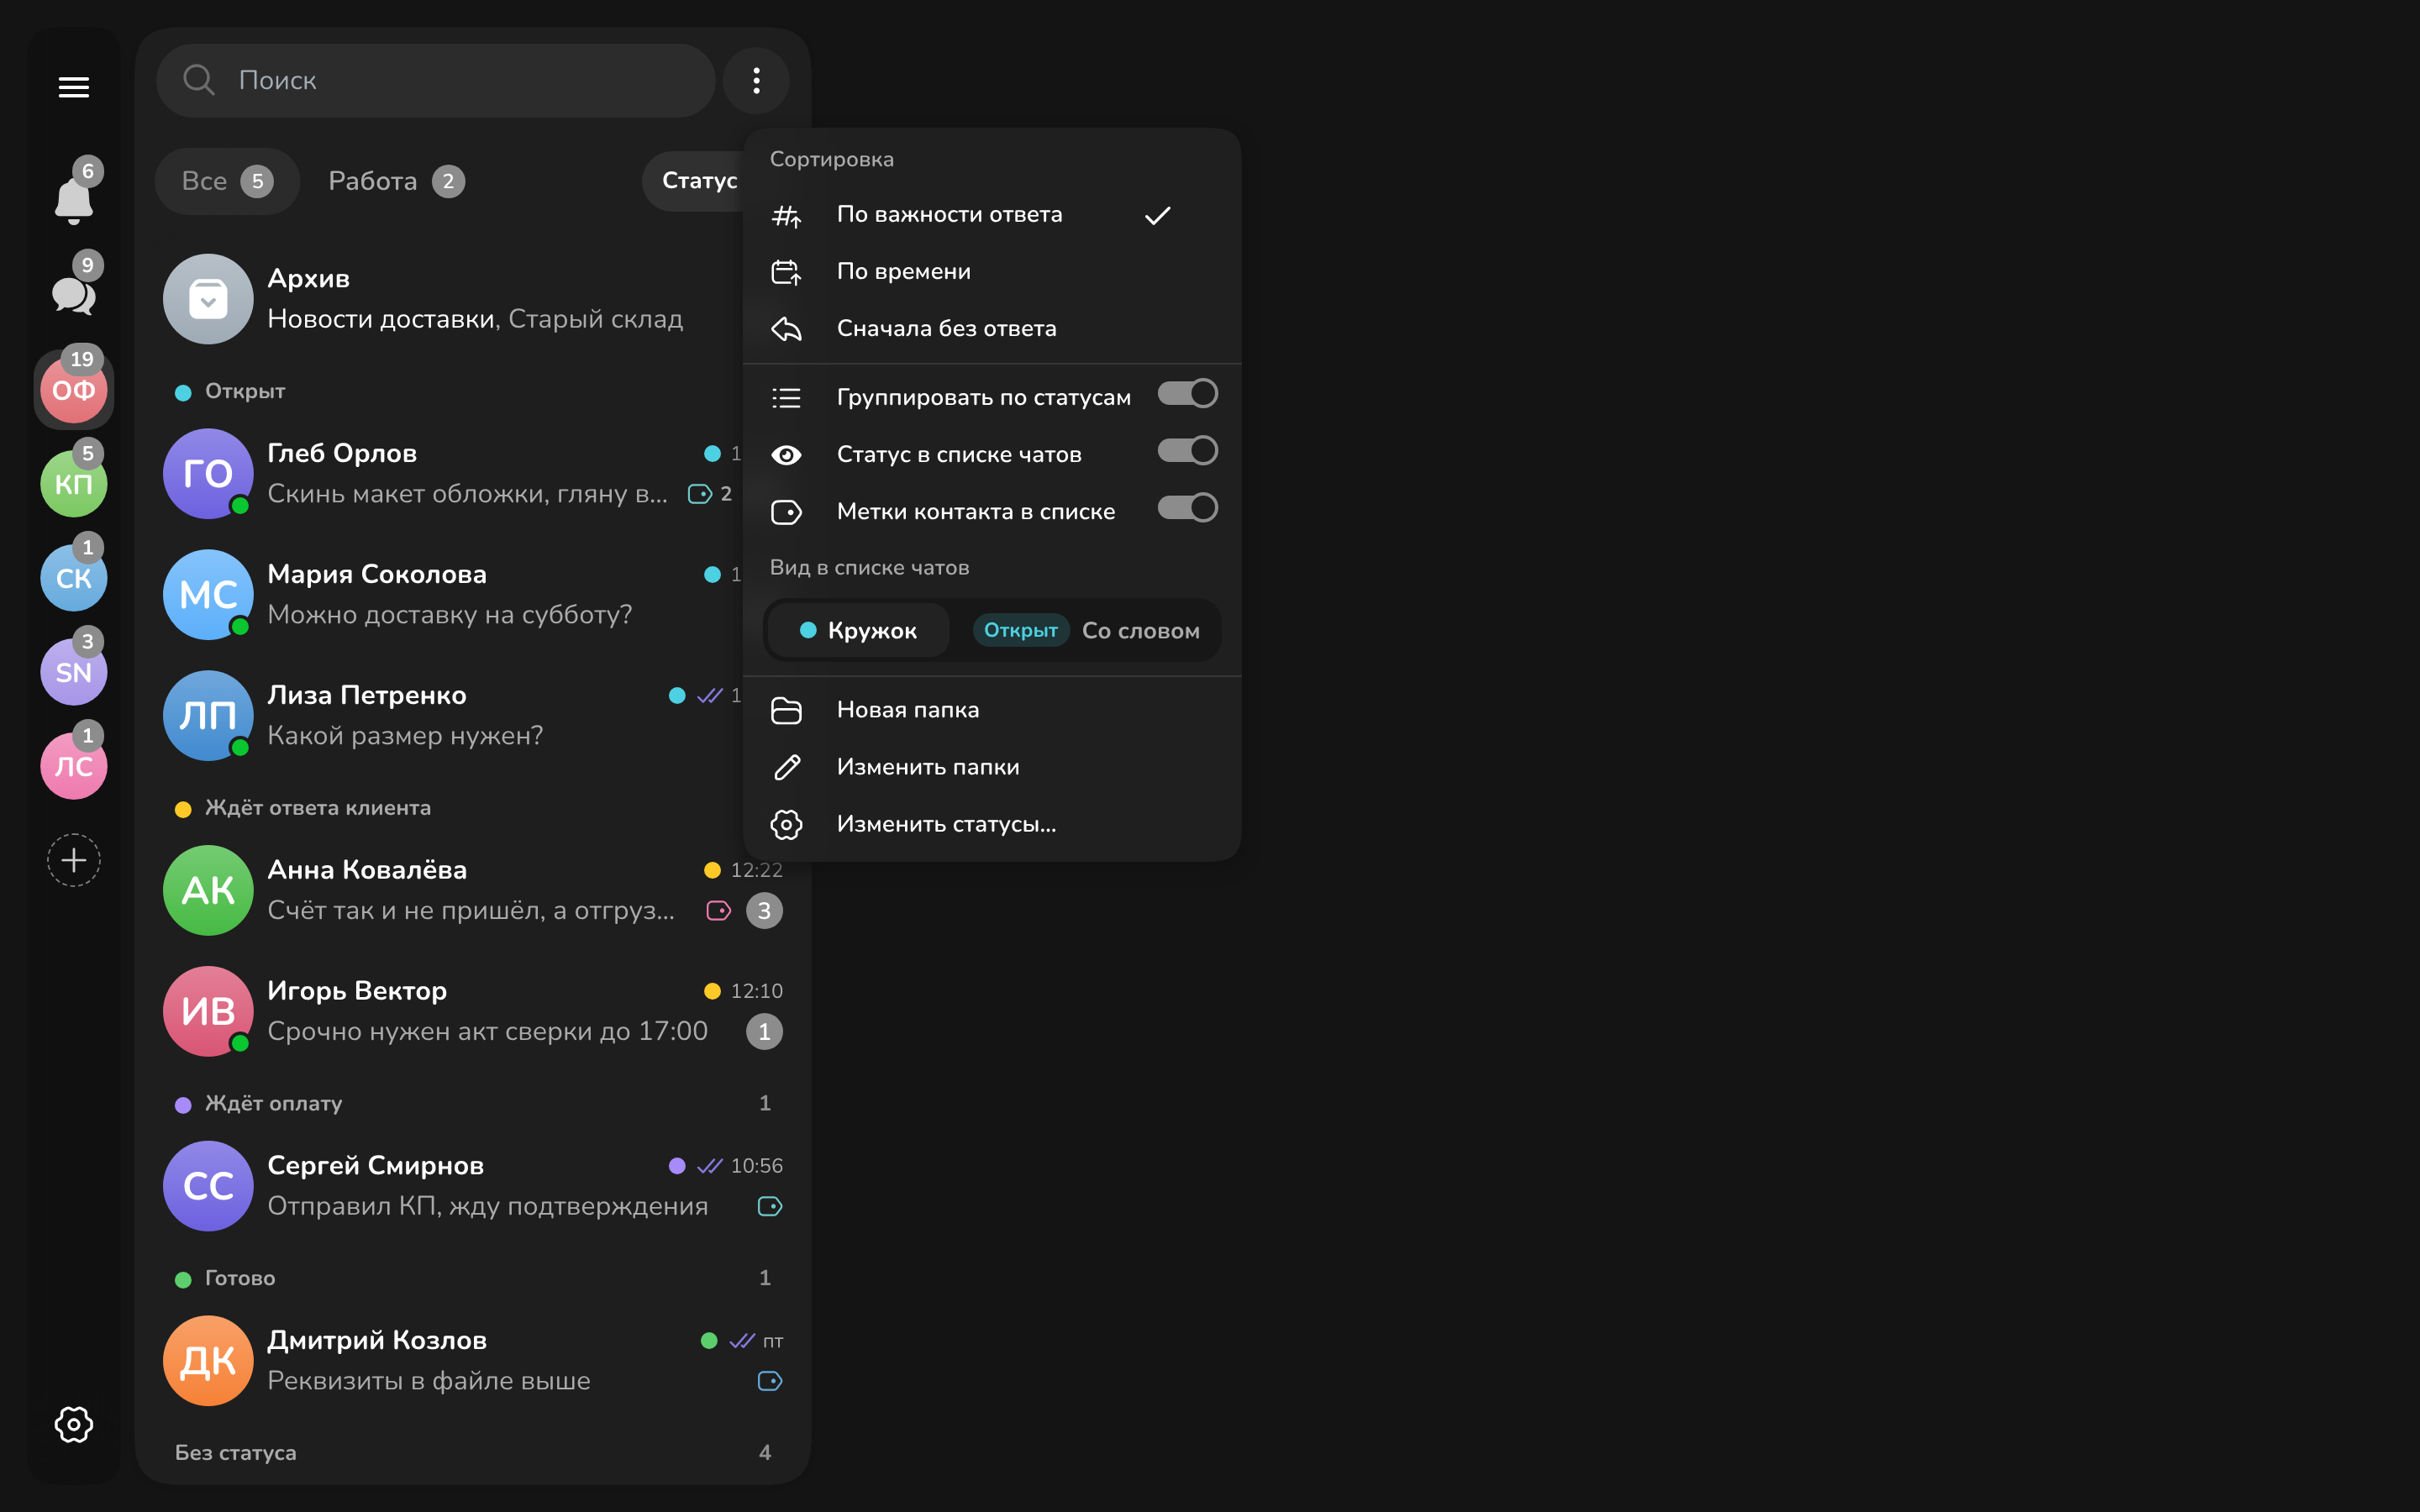 Поиск
6
9
19
ОФ
5
КП
1
СК
3
SN
1
ЛС
Все 5
Работа 2
Статус
Архив
Новости доставки, Старый склад
Открыт
ГО
Глеб Орлов
1
Скинь макет обложки, гляну в...
2
МС
Мария Соколова
1
Можно доставку на субботу?
ЛП
Лиза Петренко
1
Какой размер нужен?
Ждёт ответа клиента
АК
Анна Ковалёва
12:22
Счёт так и не пришёл, а отгруз...
3
ИВ
Игорь Вектор
12:10
Срочно нужен акт сверки до 17:00
1
Ждёт оплату
1
СС
Сергей Смирнов
10:56
Отправил КП, жду подтверждения
Готово
1
ДК
Дмитрий Козлов
пт
Реквизиты в файле выше
Без статуса
4
Сортировка
По важности ответа
По времени
Сначала без ответа
Группировать по статусам
Статус в списке чатов
Метки контакта в списке
Вид в списке чатов
Кружок
Открыт Со словом
Новая папка
Изменить папки
Изменить статусы...